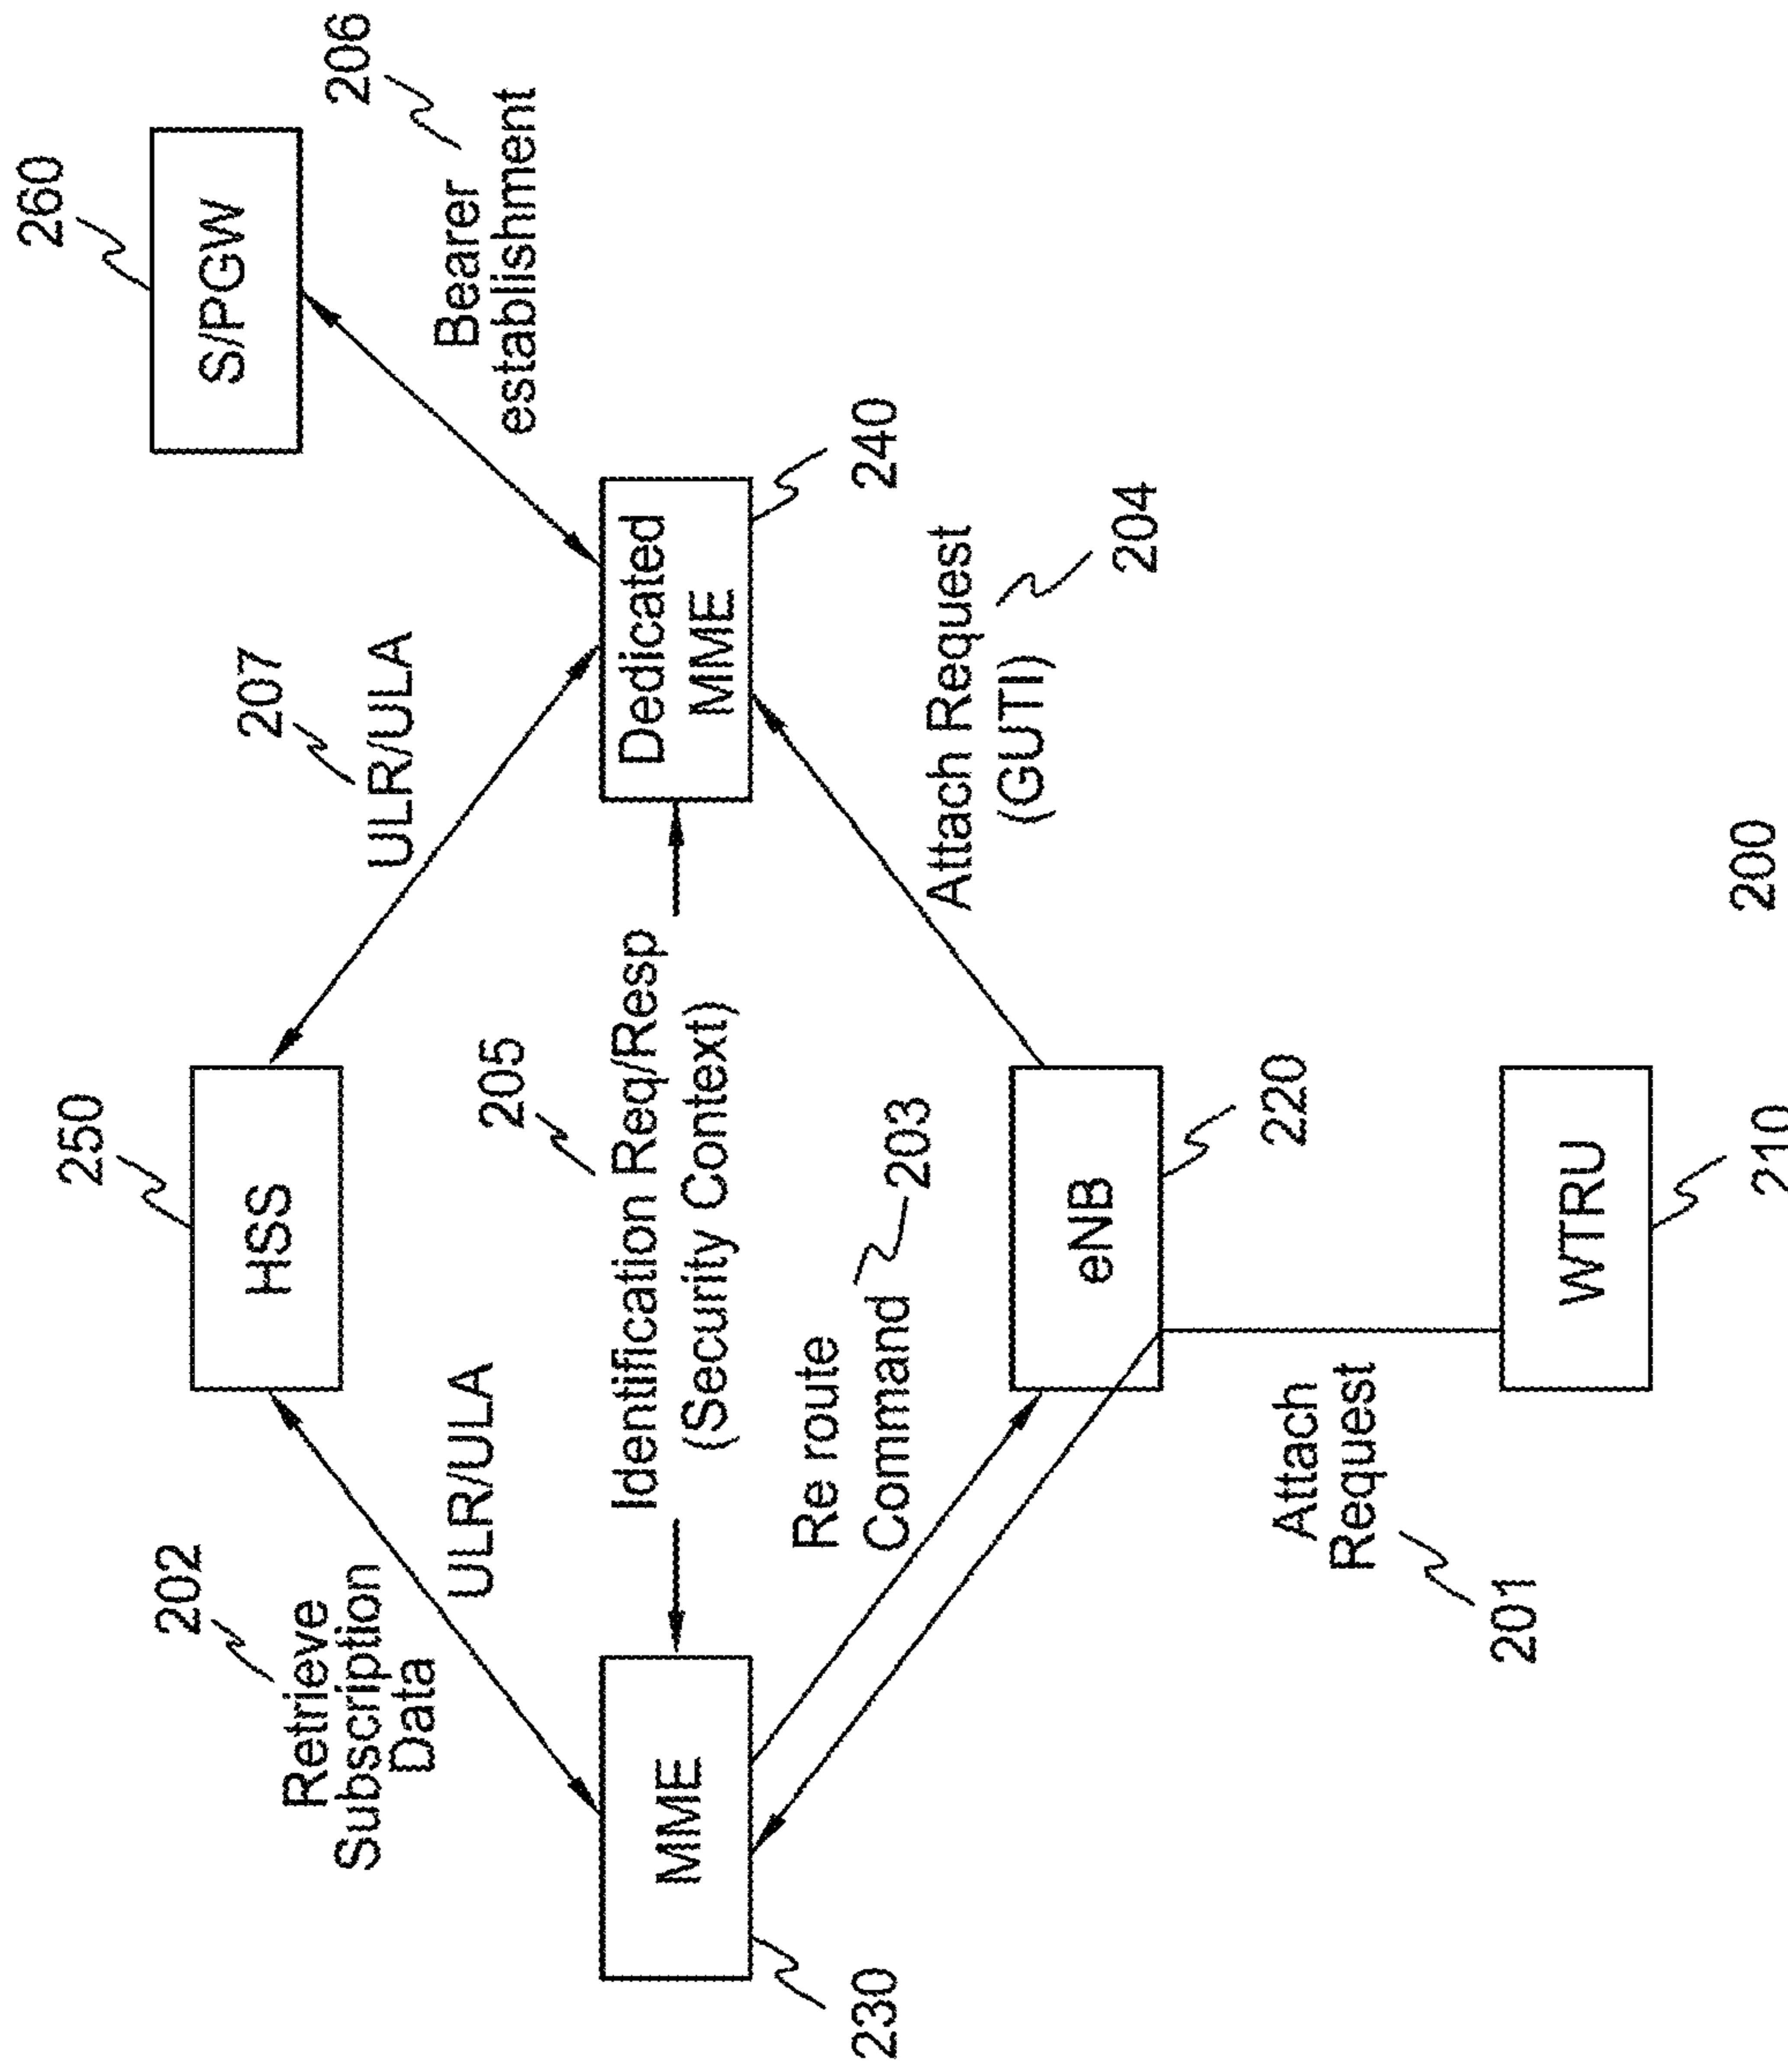 260
S/PGW
206
Bearer
establishment
207
ULR/ULA
Dedicated
MME
240
Attach Request
(GUTI)
204
250
HSS
205
Identification Req/Resp
(Security Context)
202
Retrieve
Subscription
Data
ULR/ULA
Re route
Command
203
MME
230
eNB
220
Attach
Request
201
WTRU
210
200